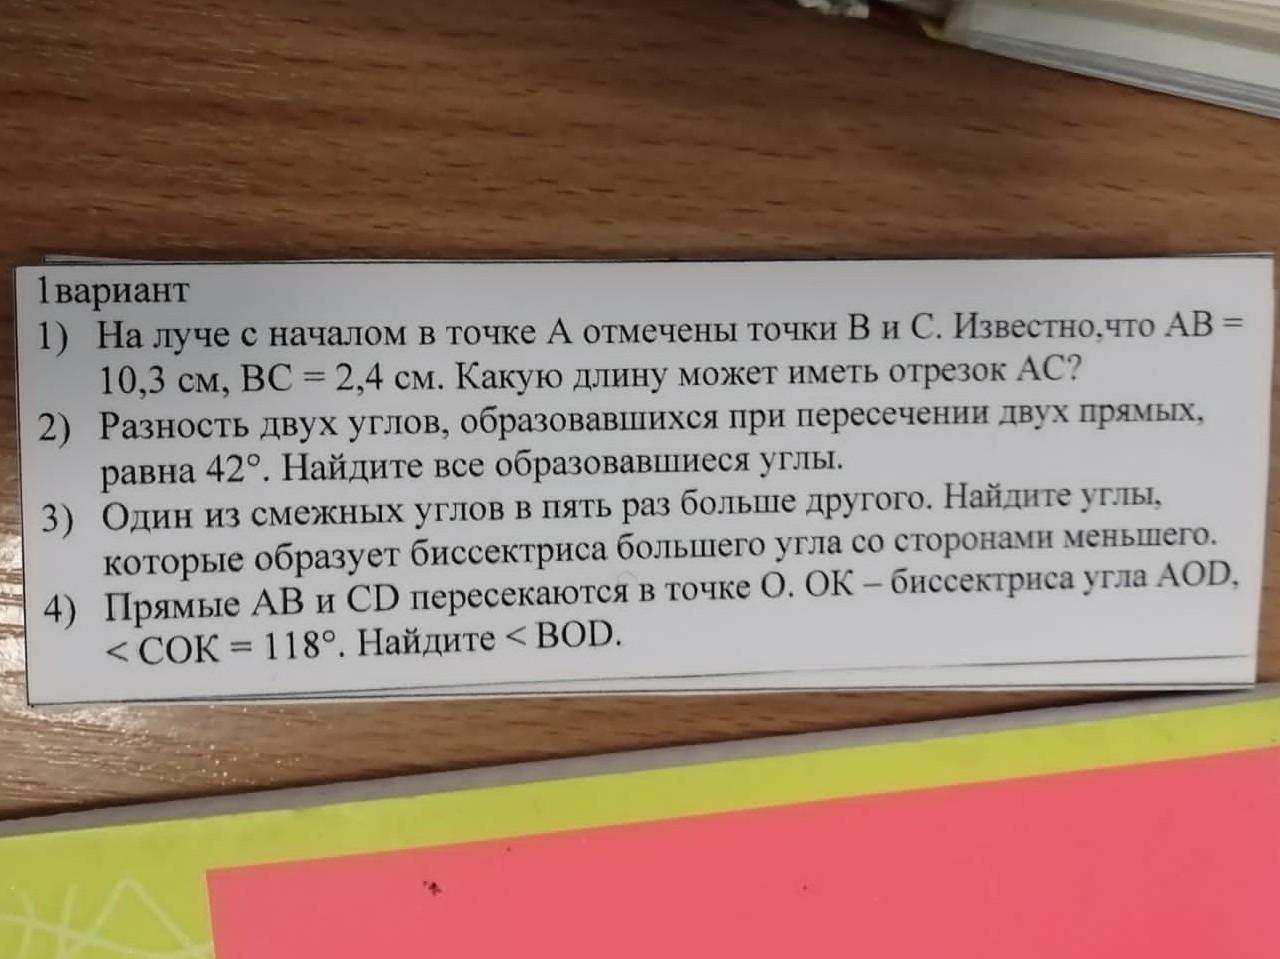 1вариант
1) На луче с началом в точке А отмечены точки В и С. Известно,что АВ =
10,3 см, ВС = 2,4 см. Какую длину может иметь отрезок АС?
2) Разность двух углов, образовавшихся при пересечении двух прямых,
равна 42°. Найдите все образовавшиеся углы.
3) Один из смежных углов в пять раз больше другого. Найдите углы,
которые образует биссектриса большего угла со сторонами меньшего.
4) Прямые АВ и CD пересекаются в точке О. ОК – биссектриса угла AOD,
< СОК = 118°. Найдите < BOD.